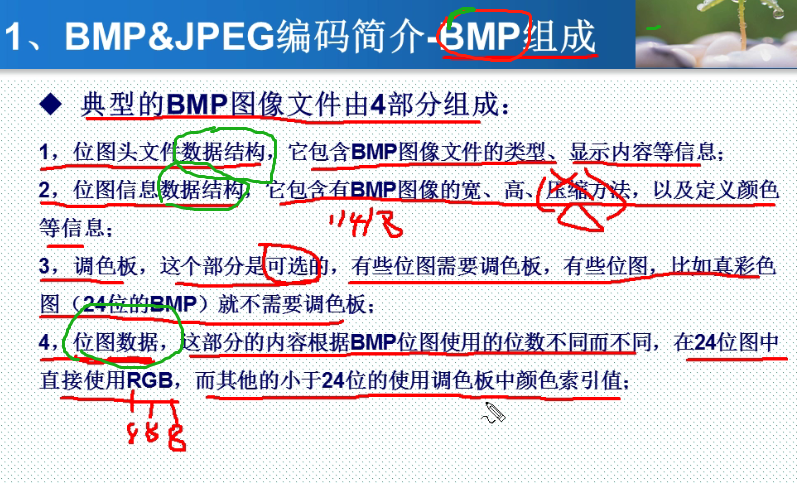 1、BMP&JPEG编码简介-BMP组成
◆ 典型的BMP图像文件由4部分组成：
1，位图头文件数据结构，它包含BMP图像文件的类型、显示内容等信息；
2，位图信息数据结构，它包含有BMP图像的宽、高、压缩方法，以及定义颜色
等信息；
3，调色板，这个部分是可选的，有些位图需要调色板，有些位图，比如真彩色
图（24位的BMP）就不需要调色板；
4，位图数据，这部分的内容根据BMP位图使用的位数不同而不同，在24位图中
直接使用RGB，而其他的小于24位的使用调色板中颜色索引值；
8 8 8